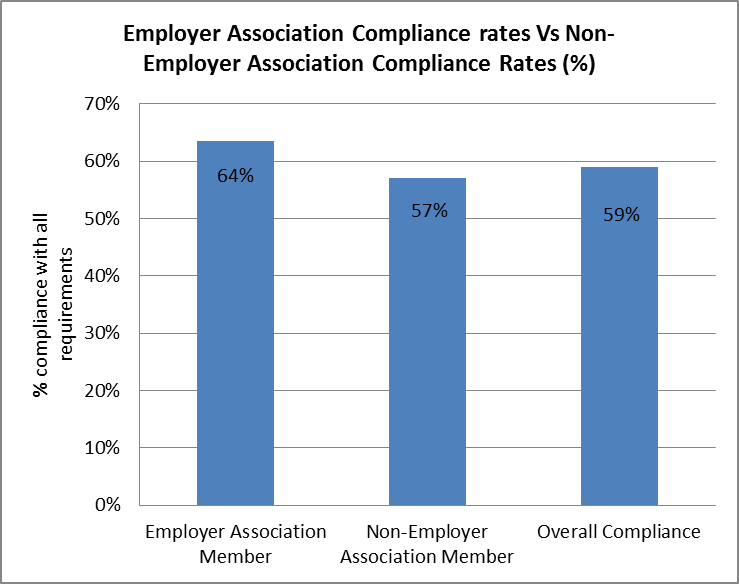 Employer Association Compliance rates Vs Non-
Employer Association Compliance Rates (%)
% compliance with all
requirements
70%
60%
50%
40%
30%
20%
10%
0%
64%
57%
59%
Employer Association
Member
Non-Employer
Association Member
Overall Compliance